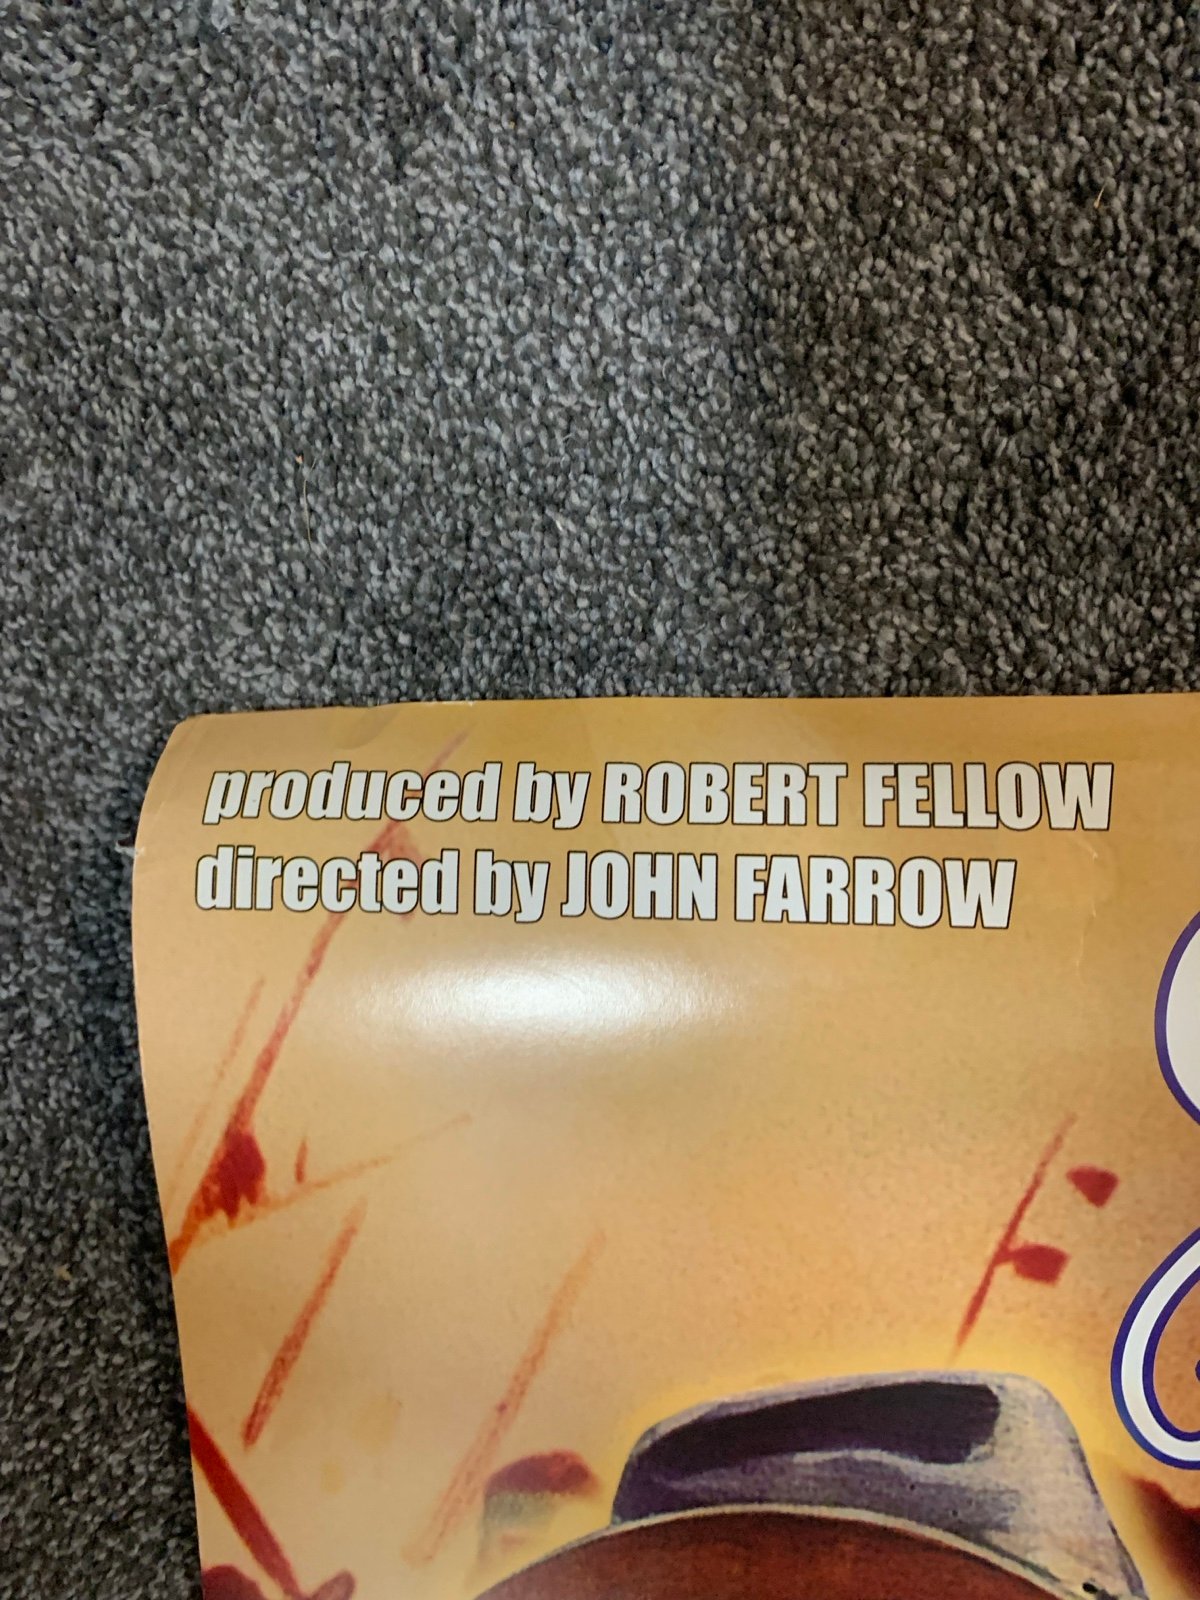 produced by ROBERT FELLOW
directed by JOHN FARROW